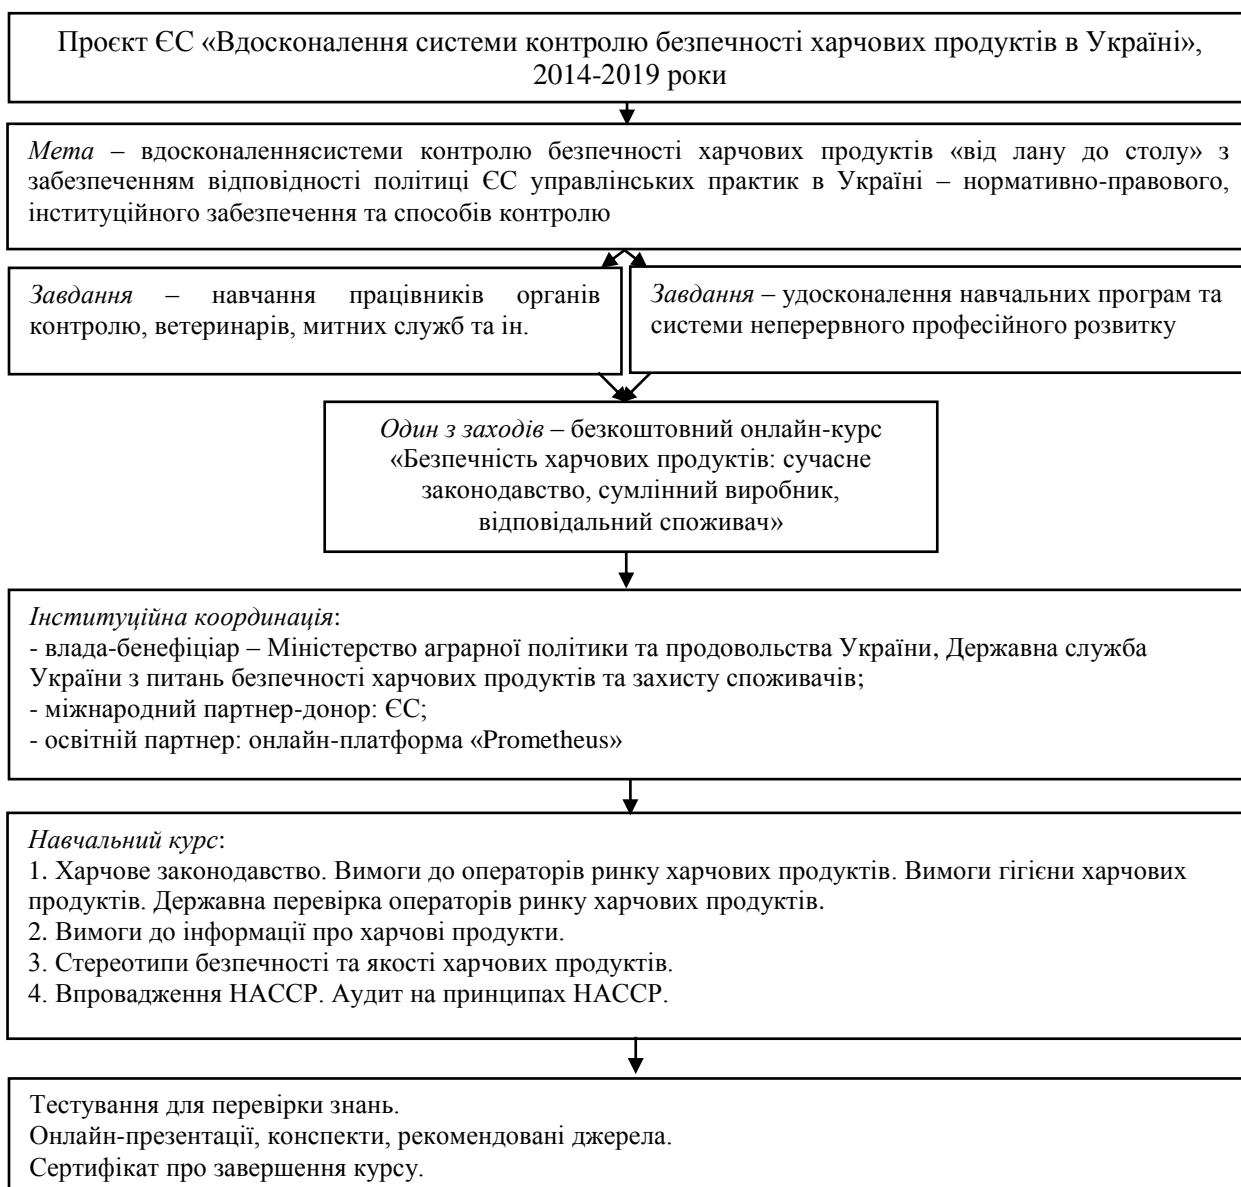 Проєкт ЄС «Вдосконалення системи контролю безпечності харчових продуктів в Україні»,
2014-2019 роки
Мета – вдосконаленнясистеми контролю безпечності харчових продуктів «від лану до столу» з
забезпеченням відповідності політиці ЄС управлінських практик в Україні – нормативно-правового,
інституційного забезпечення та способів контролю
Завдання – навчання працівників органів
контролю, ветеринарів, митних служб та ін.
Завдання – удосконалення навчальних програм та
системи неперервного професійного розвитку
Один з заходів – безкоштовний онлайн-курс
«Безпечність харчових продуктів: сучасне
законодавство, сумлінний виробник,
відповідальний споживач»
Інституційна координація:
- влада-бенефіціар – Міністерство аграрної політики та продовольства України, Державна служба
України з питань безпечності харчових продуктів та захисту споживачів;
- міжнародний партнер-донор: ЄС;
- освітній партнер: онлайн-платформа «Prometheus»
Навчальний курс:
1. Харчове законодавство. Вимоги до операторів ринку харчових продуктів. Вимоги гігієни харчових
продуктів. Державна перевірка операторів ринку харчових продуктів.
2. Вимоги до інформації про харчові продукти.
3. Стереотипи безпечності та якості харчових продуктів.
4. Впровадження НАССР. Аудит на принципах НАССР.
Тестування для перевірки знань.
Онлайн-презентації, конспекти, рекомендовані джерела.
Сертифікат про завершення курсу.